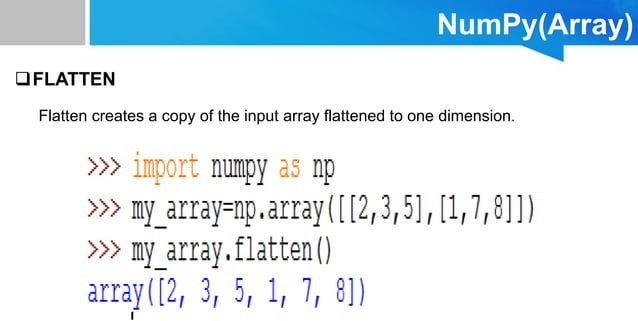 NumPy(Array)
❑FLATTEN
Flatten creates a copy of the input array flattened to one dimension.
>>> import numpy as np
>>> my_array=np.array([[2,3,5],[1,7,8]])
>>> my_array.flatten()
array([2, 3, 5, 1, 7, 8])